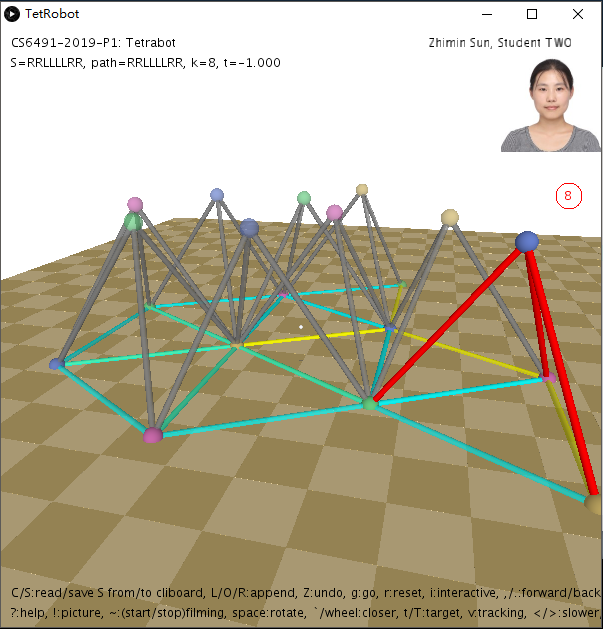 TetRobot
CS6491-2019-P1: Tetrabot
Zhimin Sun, Student TWO
S=RRLLLLRR, path=RRLLLLRR, k=8, t=-1.000
8
C/S:read/save S from/to cliboard, L/O/R:append, Z:undo, g:go, r:reset, i:interactive, ,/.:forward/back
?:help, !:picture, ~:(start/stop)filming, space:rotate, `/wheel:closer, t/T:target, v:tracking, </>:slower,